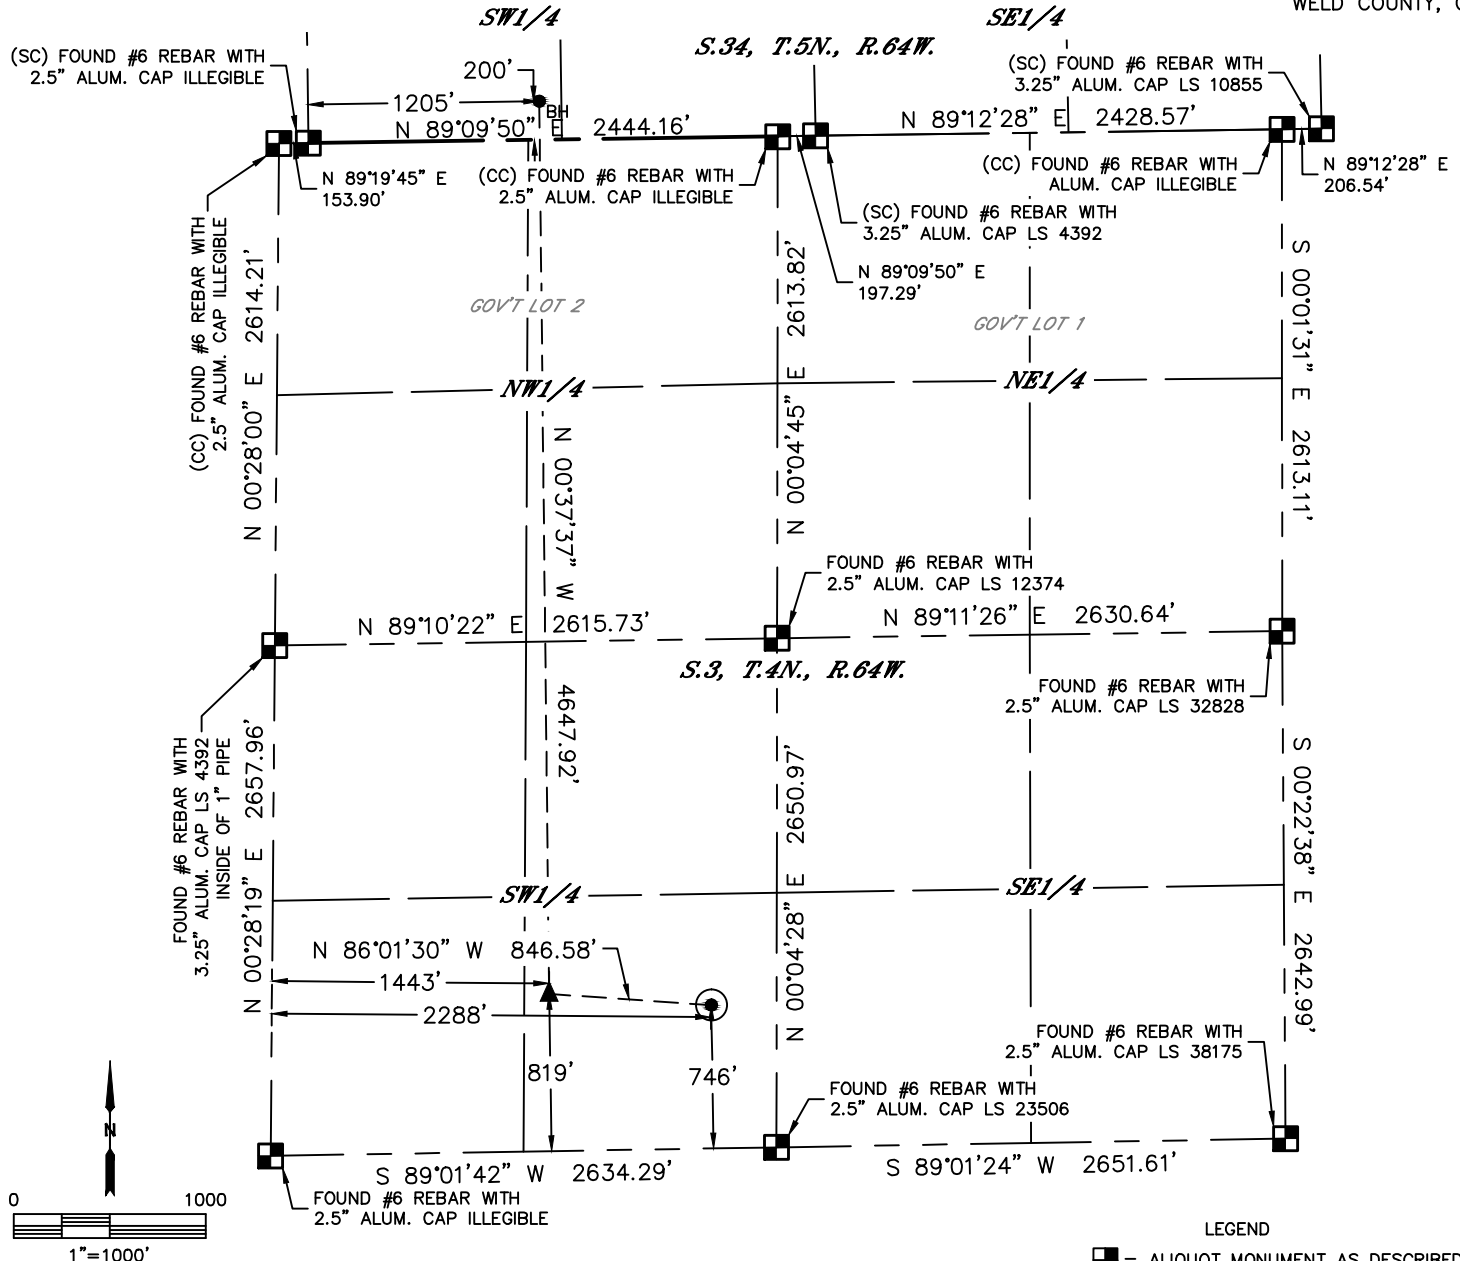 WELD COUNTY,
SW1/4
SE1/4
S.34, T.5N., R.64W.
(SC) FOUND #6 REBAR WITH
2.5" ALUM. CAP ILLEGIBLE
200'
1205'
BH
(SC) FOUND #6 REBAR WITH
3.25" ALUM. CAP LS 10855
N 89°09'50" E 2444.16'
N 89°12'28" E 2428.57'
N 89°19'45" E
153.90'
(CC) FOUND #6 REBAR WITH
2.5" ALUM. CAP ILLEGIBLE
(CC) FOUND #6 REBAR WITH
ALUM. CAP ILLEGIBLE
N 89°12'28" E
206.54'
(SC) FOUND #6 REBAR WITH
3.25" ALUM. CAP LS 4392
N 89°09'50" E
197.29'
(CC) FOUND #6 REBAR WITH
2.5" ALUM. CAP ILLEGIBLE
N 00°28'00" E 2614.21'
GOV'T LOT 2
N 00°04'45" E 2613.82'
GOV'T LOT 1
S 00°01'31" E 2613.11'
NW1/4
NE1/4
N 00°37'37" W 4647.92'
FOUND #6 REBAR WITH
2.5" ALUM. CAP LS 12374
N 89°10'22" E 2615.73'
N 89°11'26" E 2630.64'
S.3, T.4N., R.64W.
FOUND #6 REBAR WITH
2.5" ALUM. CAP LS 32828
FOUND #6 REBAR WITH
3.25" ALUM. CAP LS 4392
INSIDE OF 1" PIPE
N 00°28'19" E 2657.96'
N 00°04'28" E 2650.97'
S 00°22'38" E 2642.99'
SW1/4
SE1/4
N 86°01'30" W 846.58'
1443'
2288'
819'
746'
FOUND #6 REBAR WITH
2.5" ALUM. CAP LS 38175
FOUND #6 REBAR WITH
2.5" ALUM. CAP LS 23506
N
S 89°01'42" W 2634.29'
S 89°01'24" W 2651.61'
FOUND #6 REBAR WITH
2.5" ALUM. CAP ILLEGIBLE
0 1000
1"=1000'
LEGEND
= ALIQUOT MONUMENT AS DESCRIBED